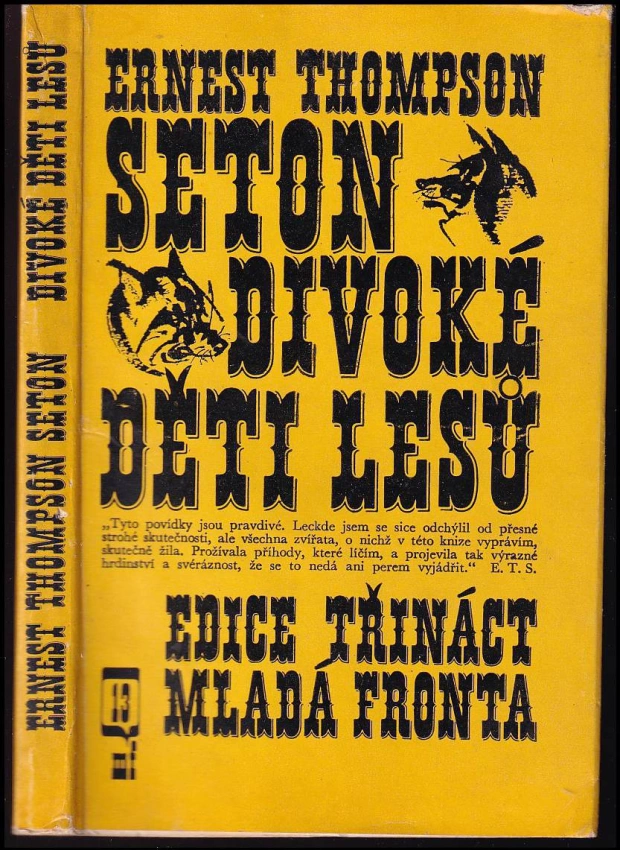 ERNEST THOMPSON SETON DIVOKÉ DĚTI LESŮ
ERNEST THOMPSON
SETON
DIVOKÉ
DĚTI LESŮ
„Tyto povídky jsou pravdivé. Leckde jsem se sice odchýlil od přesné
strohé skutečnosti, ale všechna zvířata, o nichž v této knize vyprávím,
skutečně žila. Prožívala příhody, které líčím, a projevila tak výrazné
hrdinství a svéráznost, že se to nedá ani perem vyjádřit.“ E. T. S.
EDICE TŘINÁCT
MLADÁ FRONTA
13